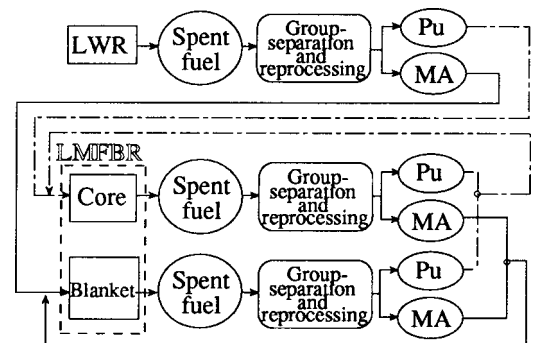 LWR
Spent
fuel
Group-
separation
and
reprocessing
Pu
MA
LMFBR
Core
Spent
fuel
Group-
separation
and
reprocessing
Pu
MA
Blanket
Spent
fuel
Group-
separation
and
reprocessing
Pu
MA